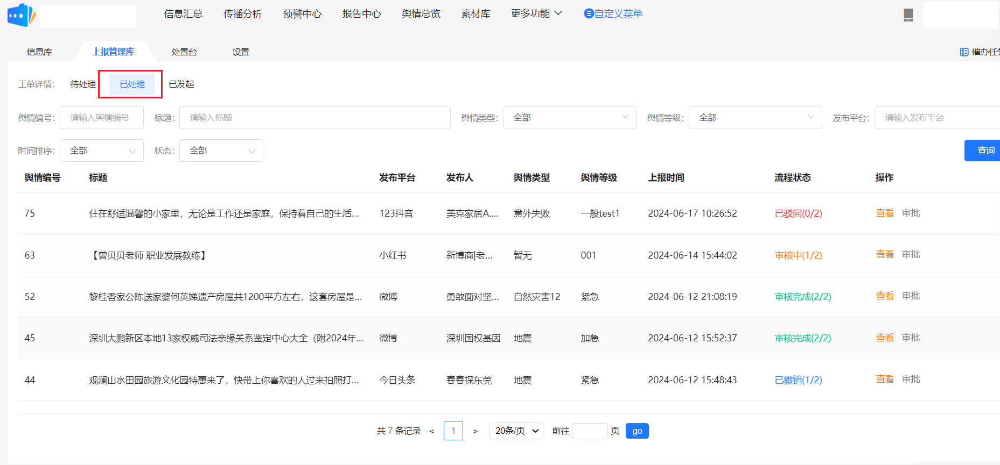 信息汇总 传播分析 预警中心 报告中心 舆情总览 素材库 更多功能 自定义菜单
信息库 上报管理库 处置台 设置 催办任务
工单详情： 待处理 已处理 已发起
舆情编号： 请输入舆情编号 标题： 请输入标题 舆情类型： 全部 舆情等级： 全部 发布平台： 请输入发布平台
时间排序： 全部 状态： 全部 查询
舆情编号 标题 发布平台 发布人 舆情类型 舆情等级 上报时间 流程状态 操作
75 住在舒适温馨的小家里，无论是工作还是家庭，保持着自己的生活... 123抖音 美克家居A.... 意外失败 一般test1 2024-06-17 10:26:52 已驳回(0/2) 查看 审批
63 【曾贝贝老师 职业发展教练】 小红书 新博商|老... 暂无 001 2024-06-14 15:44:02 审核中(1/2) 查看 审批
52 黎桂香家公陈送家婆何英娣遗产房屋共1200平方左右，这套房屋是... 微博 勇敢面对坚... 自然灾害12 紧急 2024-06-12 21:08:19 审核完成(2/2) 查看 审批
45 深圳大鹏新区本地13家权威司法亲缘关系鉴定中心大全（附2024年... 微博 深圳国权基因 地震 加急 2024-06-12 15:52:37 审核完成(2/2) 查看 审批
44 观澜山水田园旅游文化园特惠来了，快带上你喜欢的人过来拍照打... 今日头条 春春探东莞 地震 紧急 2024-06-12 15:48:43 已撤销(1/2) 查看 审批
共 7 条记录 < 1 > 20条/页 前往 页 go